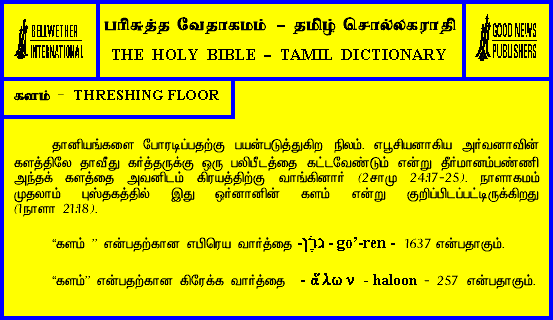 BELLWETHER
INTERNATIONAL
பரிசுத்த வேதாகமம் – தமிழ் சொல்லகராதி
THE HOLY BIBLE – TAMIL DICTIONARY
GOOD NEWS
PUBLISHERS
களம் - THRESHING FLOOR
தானியங்களை போரடிப்பதற்கு பயன்படுத்துகிற நிலம். எபூசியனாகிய அர்வனாவின்
களத்திலே தாவீது கர்த்தருக்கு ஒரு பலிபீடத்தை கட்டவேண்டும் என்று தீர்மானம்பண்ணி
அந்தக் களத்தை அவனிடம் கிரயத்திற்கு வாங்கினார் (2சாமு 24:17-25). நாளாகமம்
முதலாம் புஸ்தகத்தில் இது ஒர்னானின் களம் என்று குறிப்பிடப்பட்டிருக்கிறது
(1நாளா 21:18).
“களம் ” என்பதற்கான எபிரெய வார்த்தை -גֹּרֶן - go’-ren - 1637 என்பதாகும்.
“களம்” என்பதற்கான கிரேக்க வார்த்தை - ἅλων - haloon - 257 என்பதாகும்.